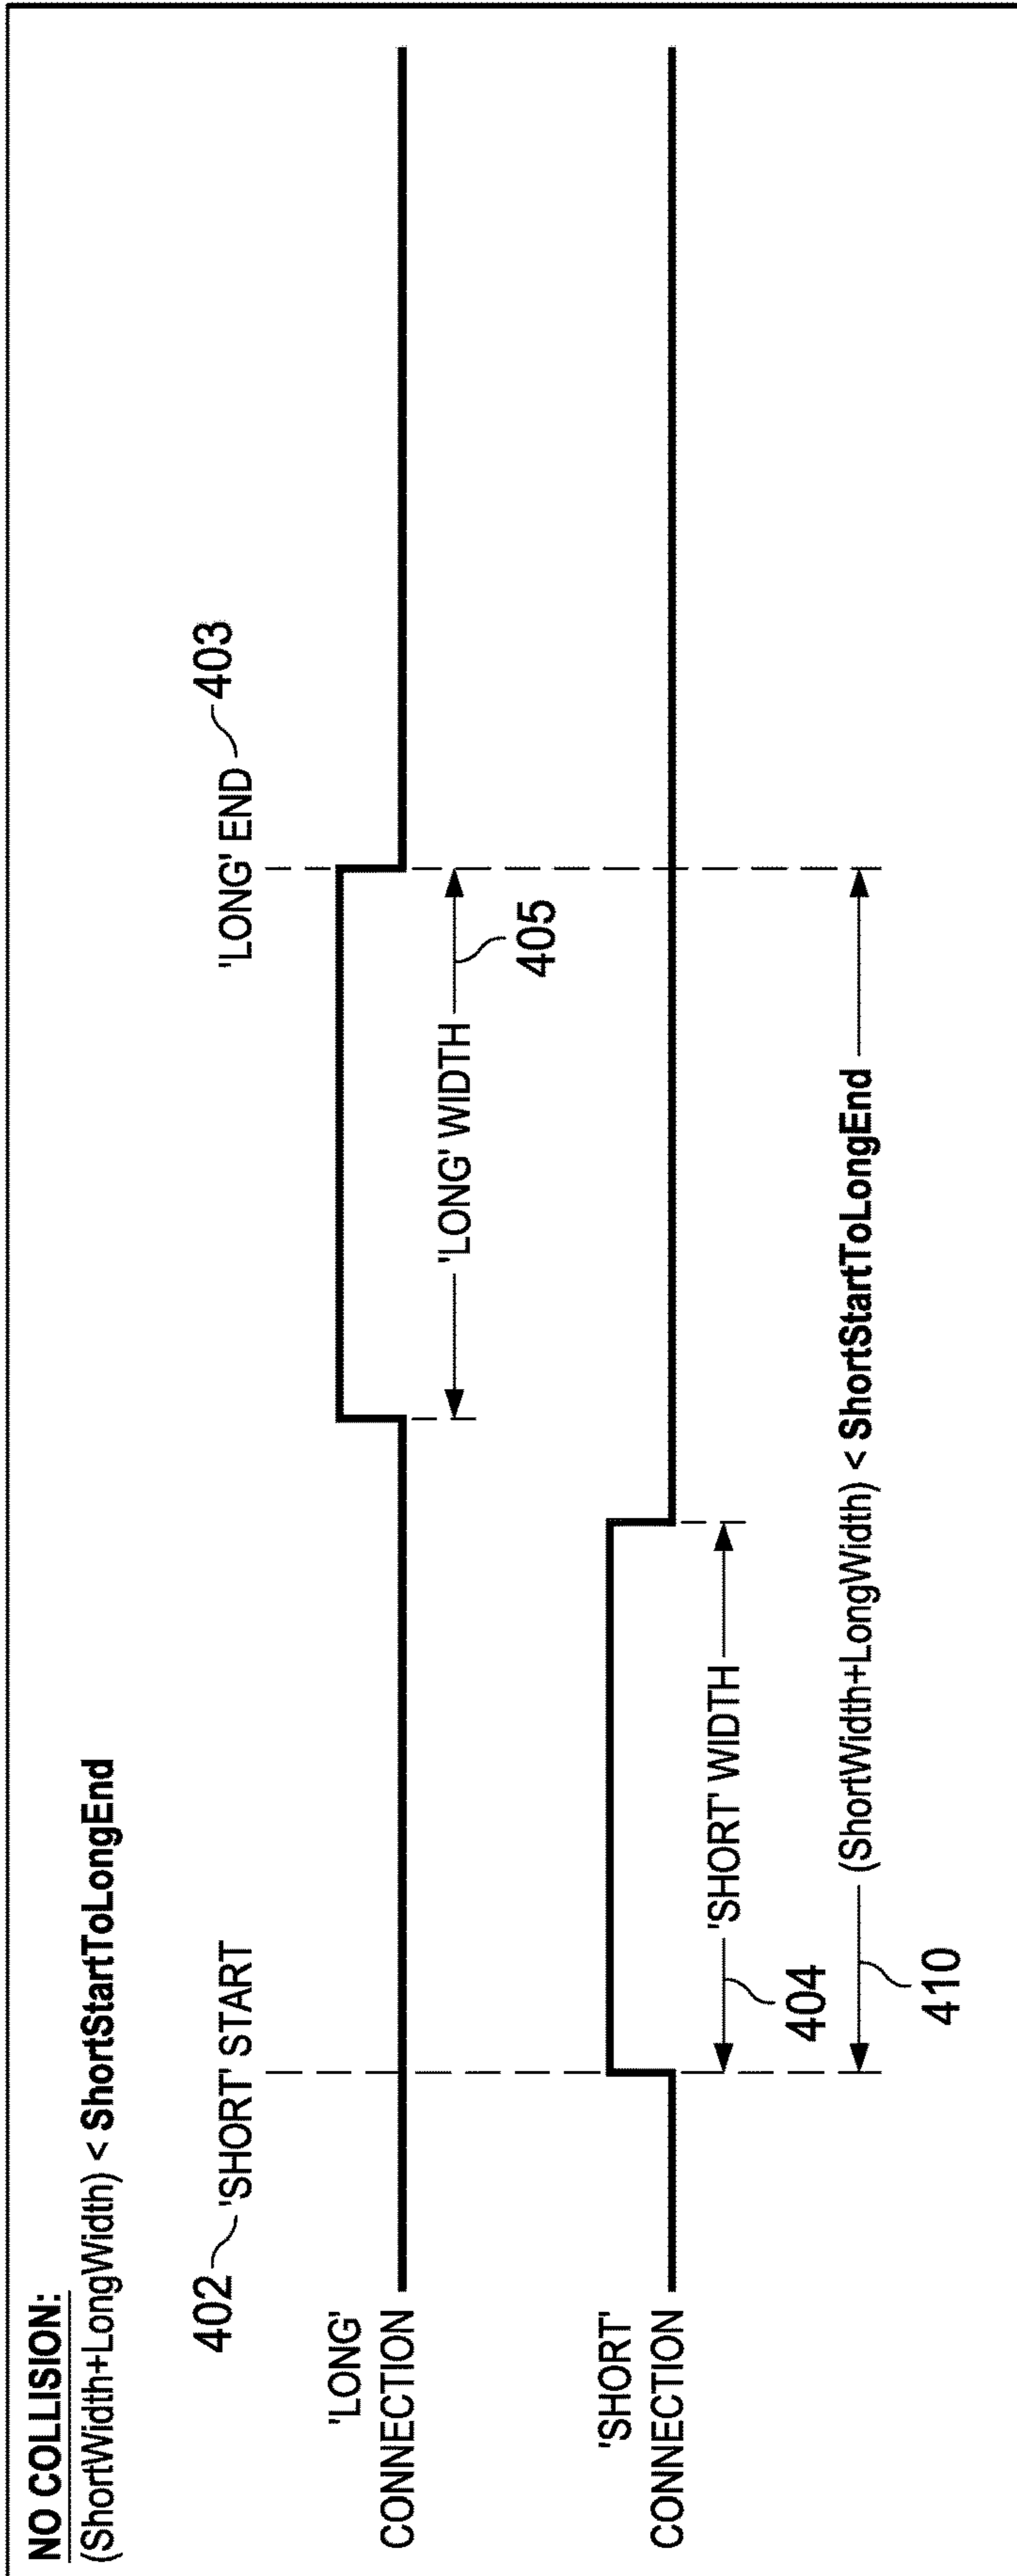 NO COLLISION:
(ShortWidth+LongWidth) < ShortStartToLongEnd
402 'SHORT' START
'LONG' END 403
'LONG'
CONNECTION
'LONG' WIDTH
405
'SHORT'
CONNECTION
'SHORT' WIDTH
404
(ShortWidth+LongWidth) < ShortStartToLongEnd
410